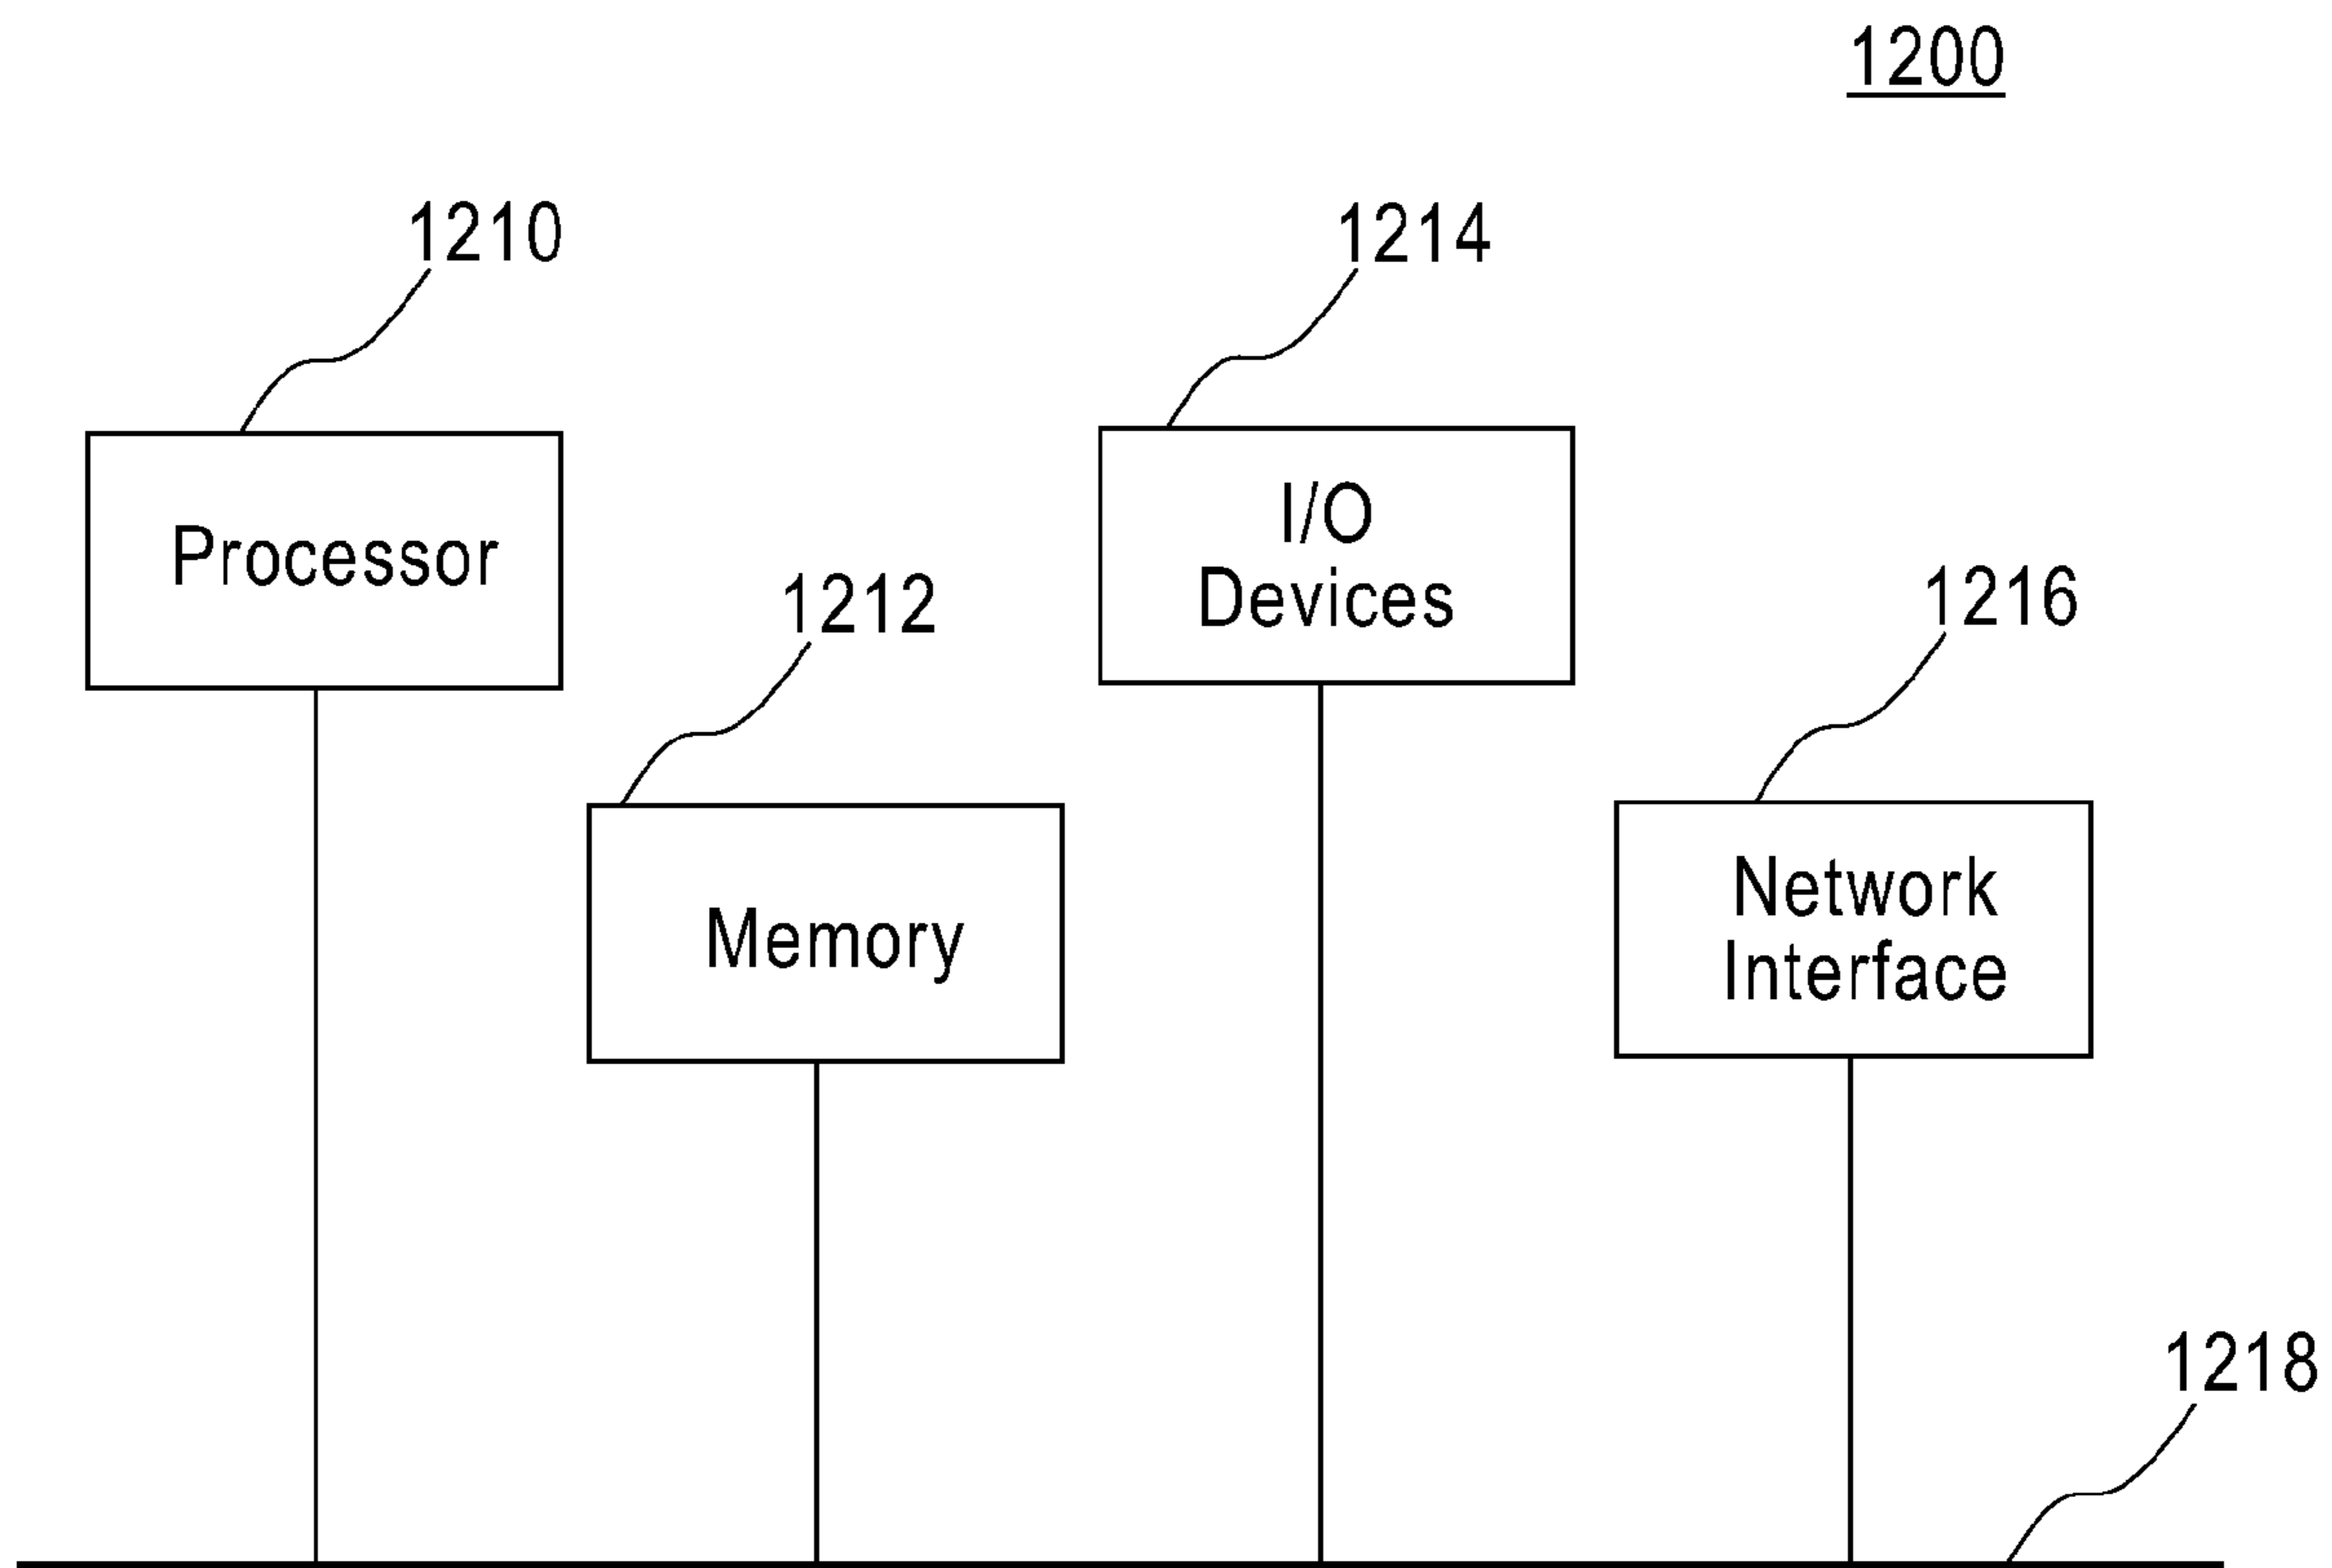 1200
1210
1214
Processor
I/O
Devices
1212
1216
Memory
Network
Interface
1218